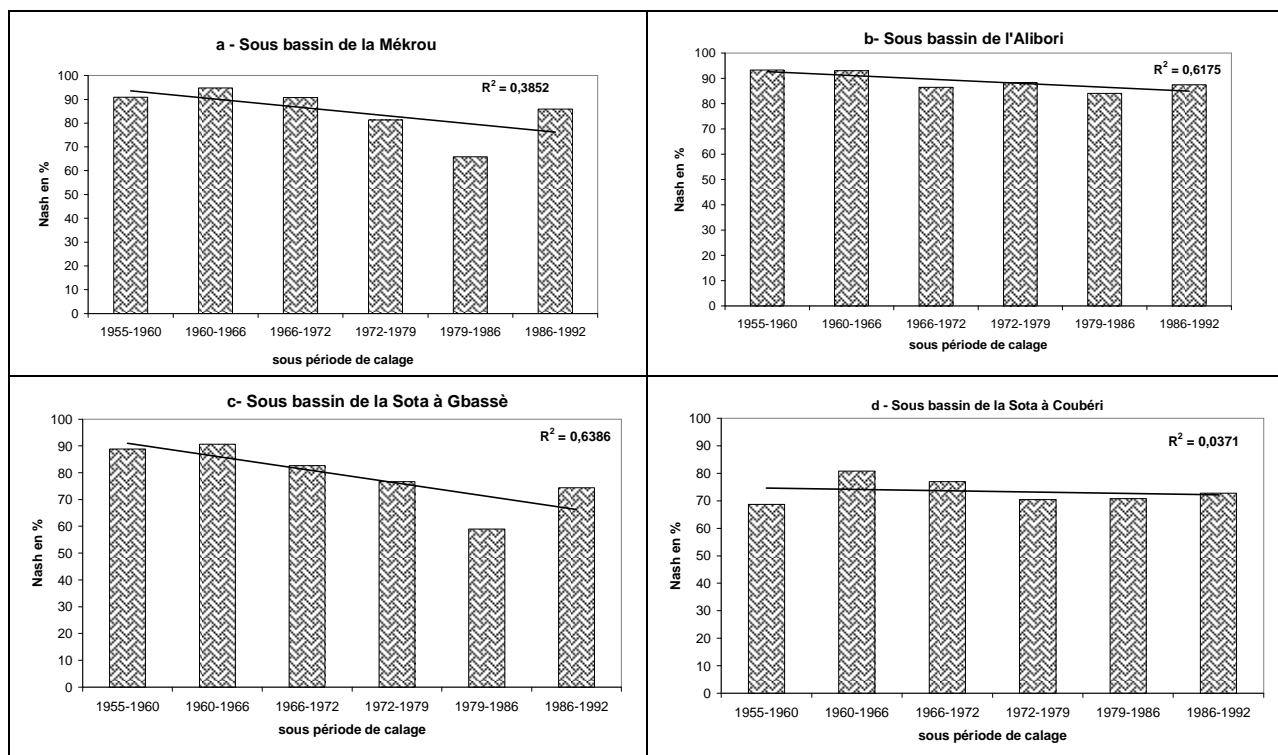 a - Sous bassin de la Mékrou
R² = 0,3852
Nash en %
100
90
80
70
60
50
40
30
20
10
0
1955-1960 1960-1966 1966-1972 1972-1979 1979-1986 1986-1992
sous période de calage
b- Sous bassin de l'Alibori
R² = 0,6175
Nash en %
100
90
80
70
60
50
40
30
20
10
0
1955-1960 1960-1966 1966-1972 1972-1979 1979-1986 1986-1992
sous période de calage
c- Sous bassin de la Sota à Gbassè
R² = 0,6386
Nash en %
100
90
80
70
60
50
40
30
20
10
0
1955-1960 1960-1966 1966-1972 1972-1979 1979-1986 1986-1992
sous période de calage
d - Sous bassin de la Sota à Coubéri
R² = 0,0371
Nash en %
100
90
80
70
60
50
40
30
20
10
0
1955-1960 1960-1966 1966-1972 1972-1979 1979-1986 1986-1992
sous période de calage